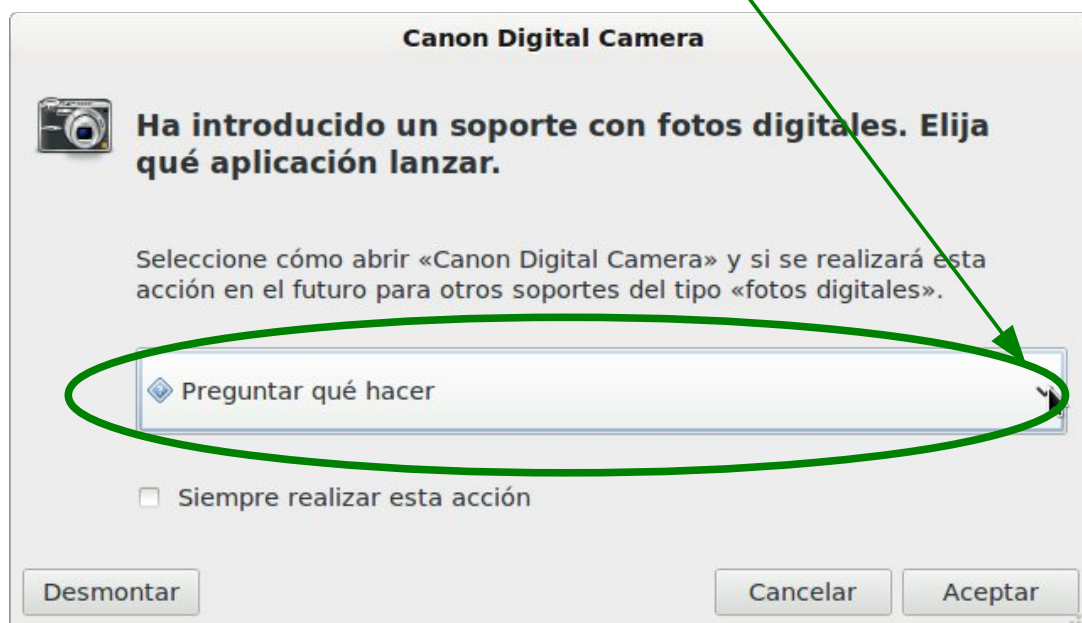 Canon Digital Camera
Ha introducido un soporte con fotos digitales. Elija
qué aplicación lanzar.
Seleccione cómo abrir «Canon Digital Camera» y si se realizará esta
acción en el futuro para otros soportes del tipo «fotos digitales».
Preguntar qué hacer
Siempre realizar esta acción
Desmontar Cancelar Aceptar